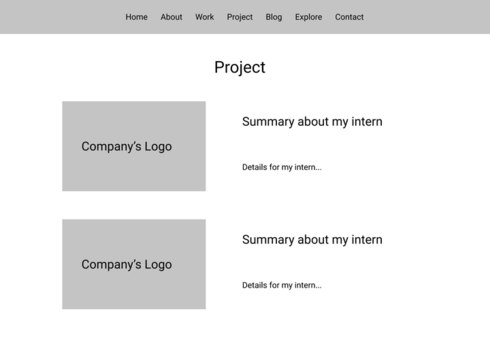 Home About Work Project Blog Explore Contact
Project
Company's Logo
Summary about my intern
Details for my intern...
Company's Logo
Summary about my intern
Details for my intern...